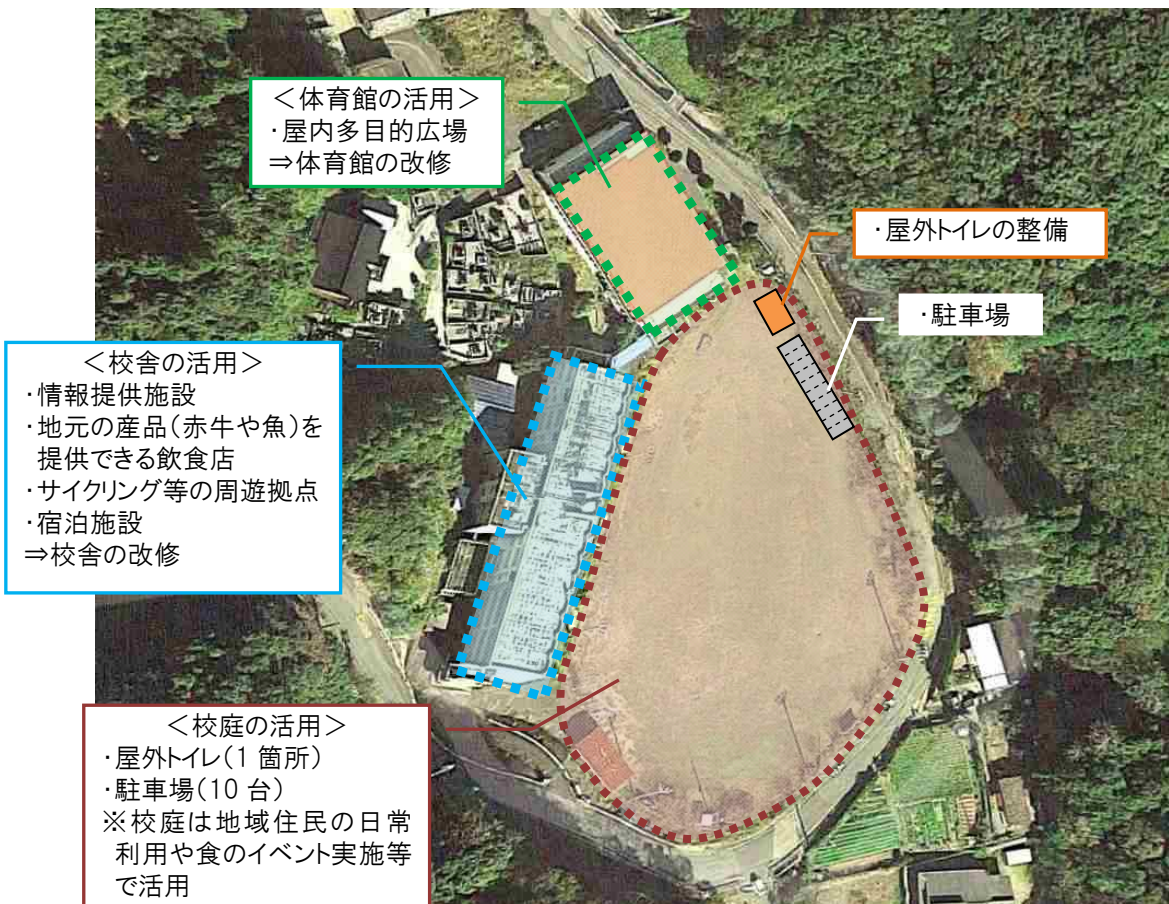 ＜体育館の活用＞
・屋内多目的広場
⇒体育館の改修
・屋外トイレの整備
・駐車場
＜校舎の活用＞
・情報提供施設
・地元の産品(赤牛や魚)を
提供できる飲食店
・サイクリング等の周遊拠点
・宿泊施設
⇒校舎の改修
＜校庭の活用＞
・屋外トイレ(1 箇所)
・駐車場(10 台)
※校庭は地域住民の日常
利用や食のイベント実施等
で活用